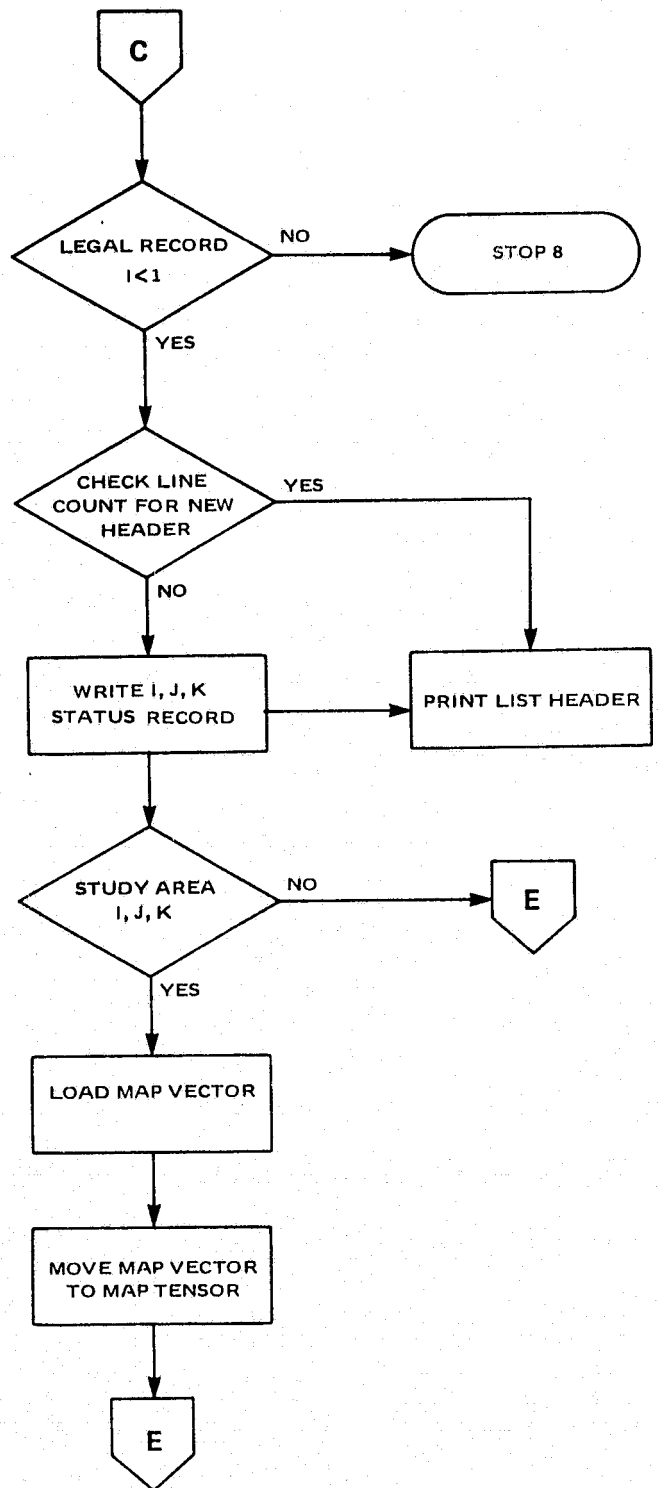 C
LEGAL RECORD
I<1
NO
STOP 8
YES
CHECK LINE
COUNT FOR NEW
HEADER
YES
NO
WRITE I, J, K
STATUS RECORD
PRINT LIST HEADER
STUDY AREA
I, J, K
NO
E
YES
LOAD MAP VECTOR
MOVE MAP VECTOR
TO MAP TENSOR
E